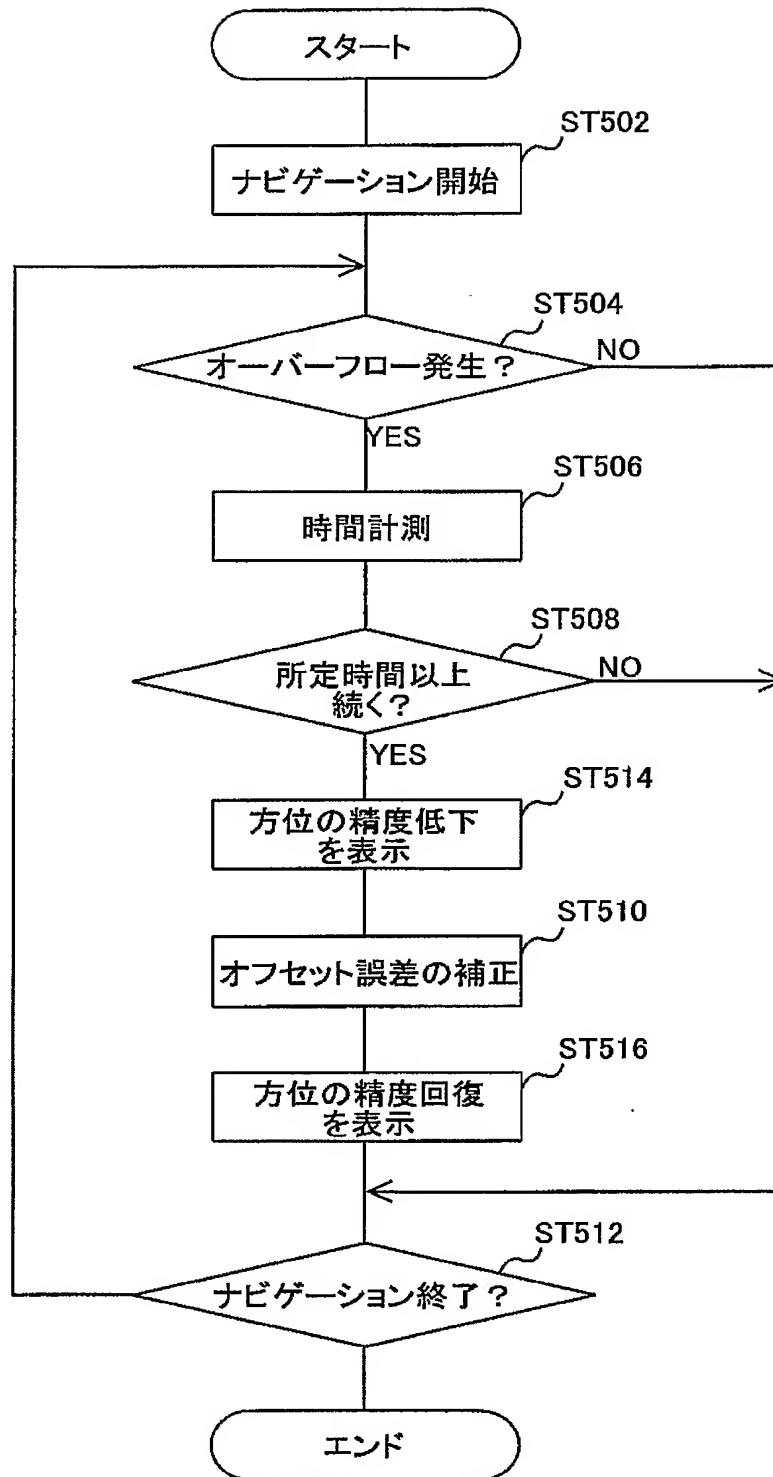 スタート
ST502
ナビゲーション開始
ST504
オーバーフロー発生？
NO
YES
ST506
時間計測
ST508
所定時間以上
続く？
NO
YES
ST514
方位の精度低下
を表示
ST510
オフセット誤差の補正
ST516
方位の精度回復
を表示
ST512
ナビゲーション終了？
エンド